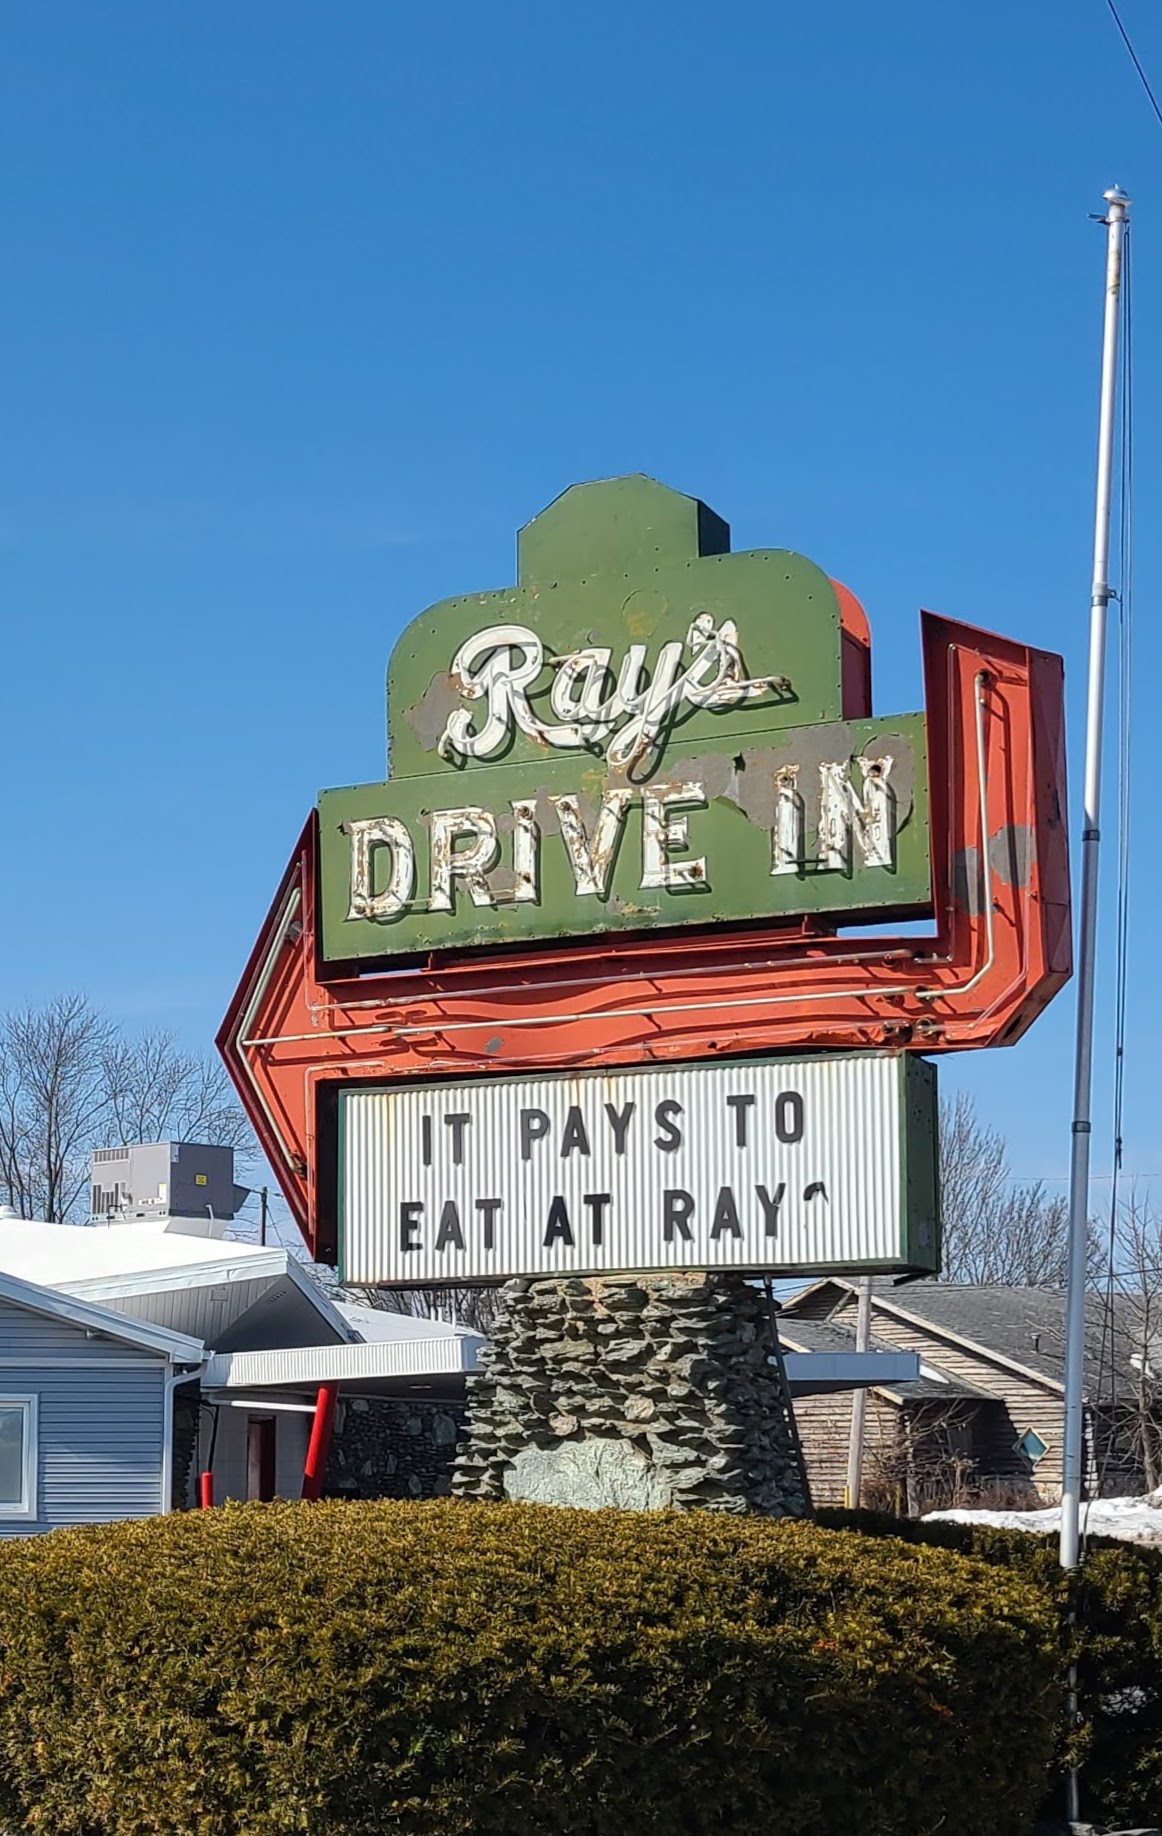 Ray's
DRIVE IN
IT PAYS TO
EAT AT RAY